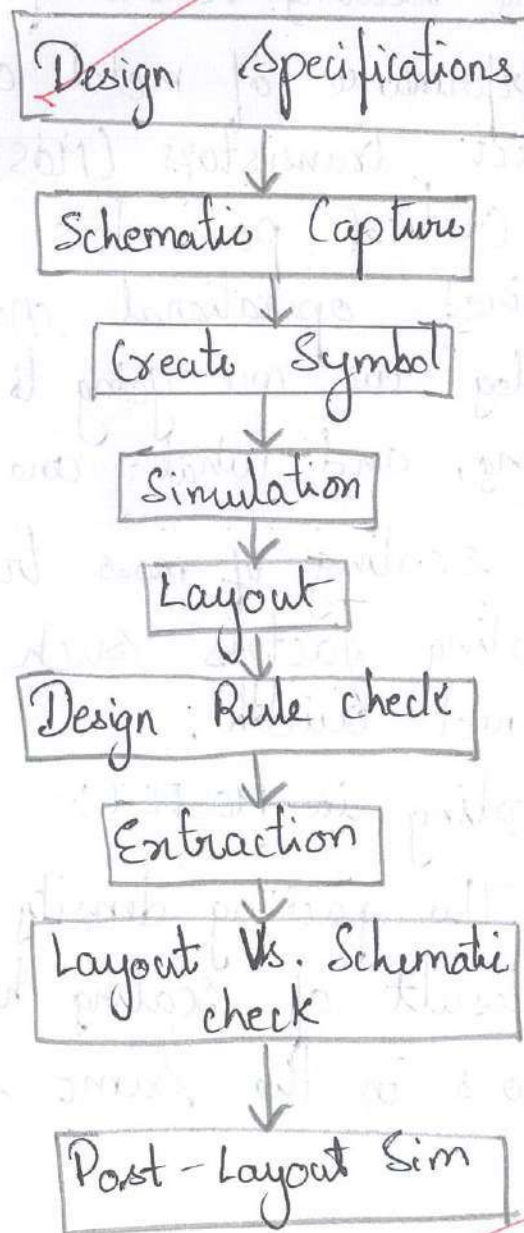 Design Specifications
Schematic Capture
Create Symbol
Simulation
Layout
Design Rule check
Extraction
Layout Vs. Schematic
check
Post-Layout Sim